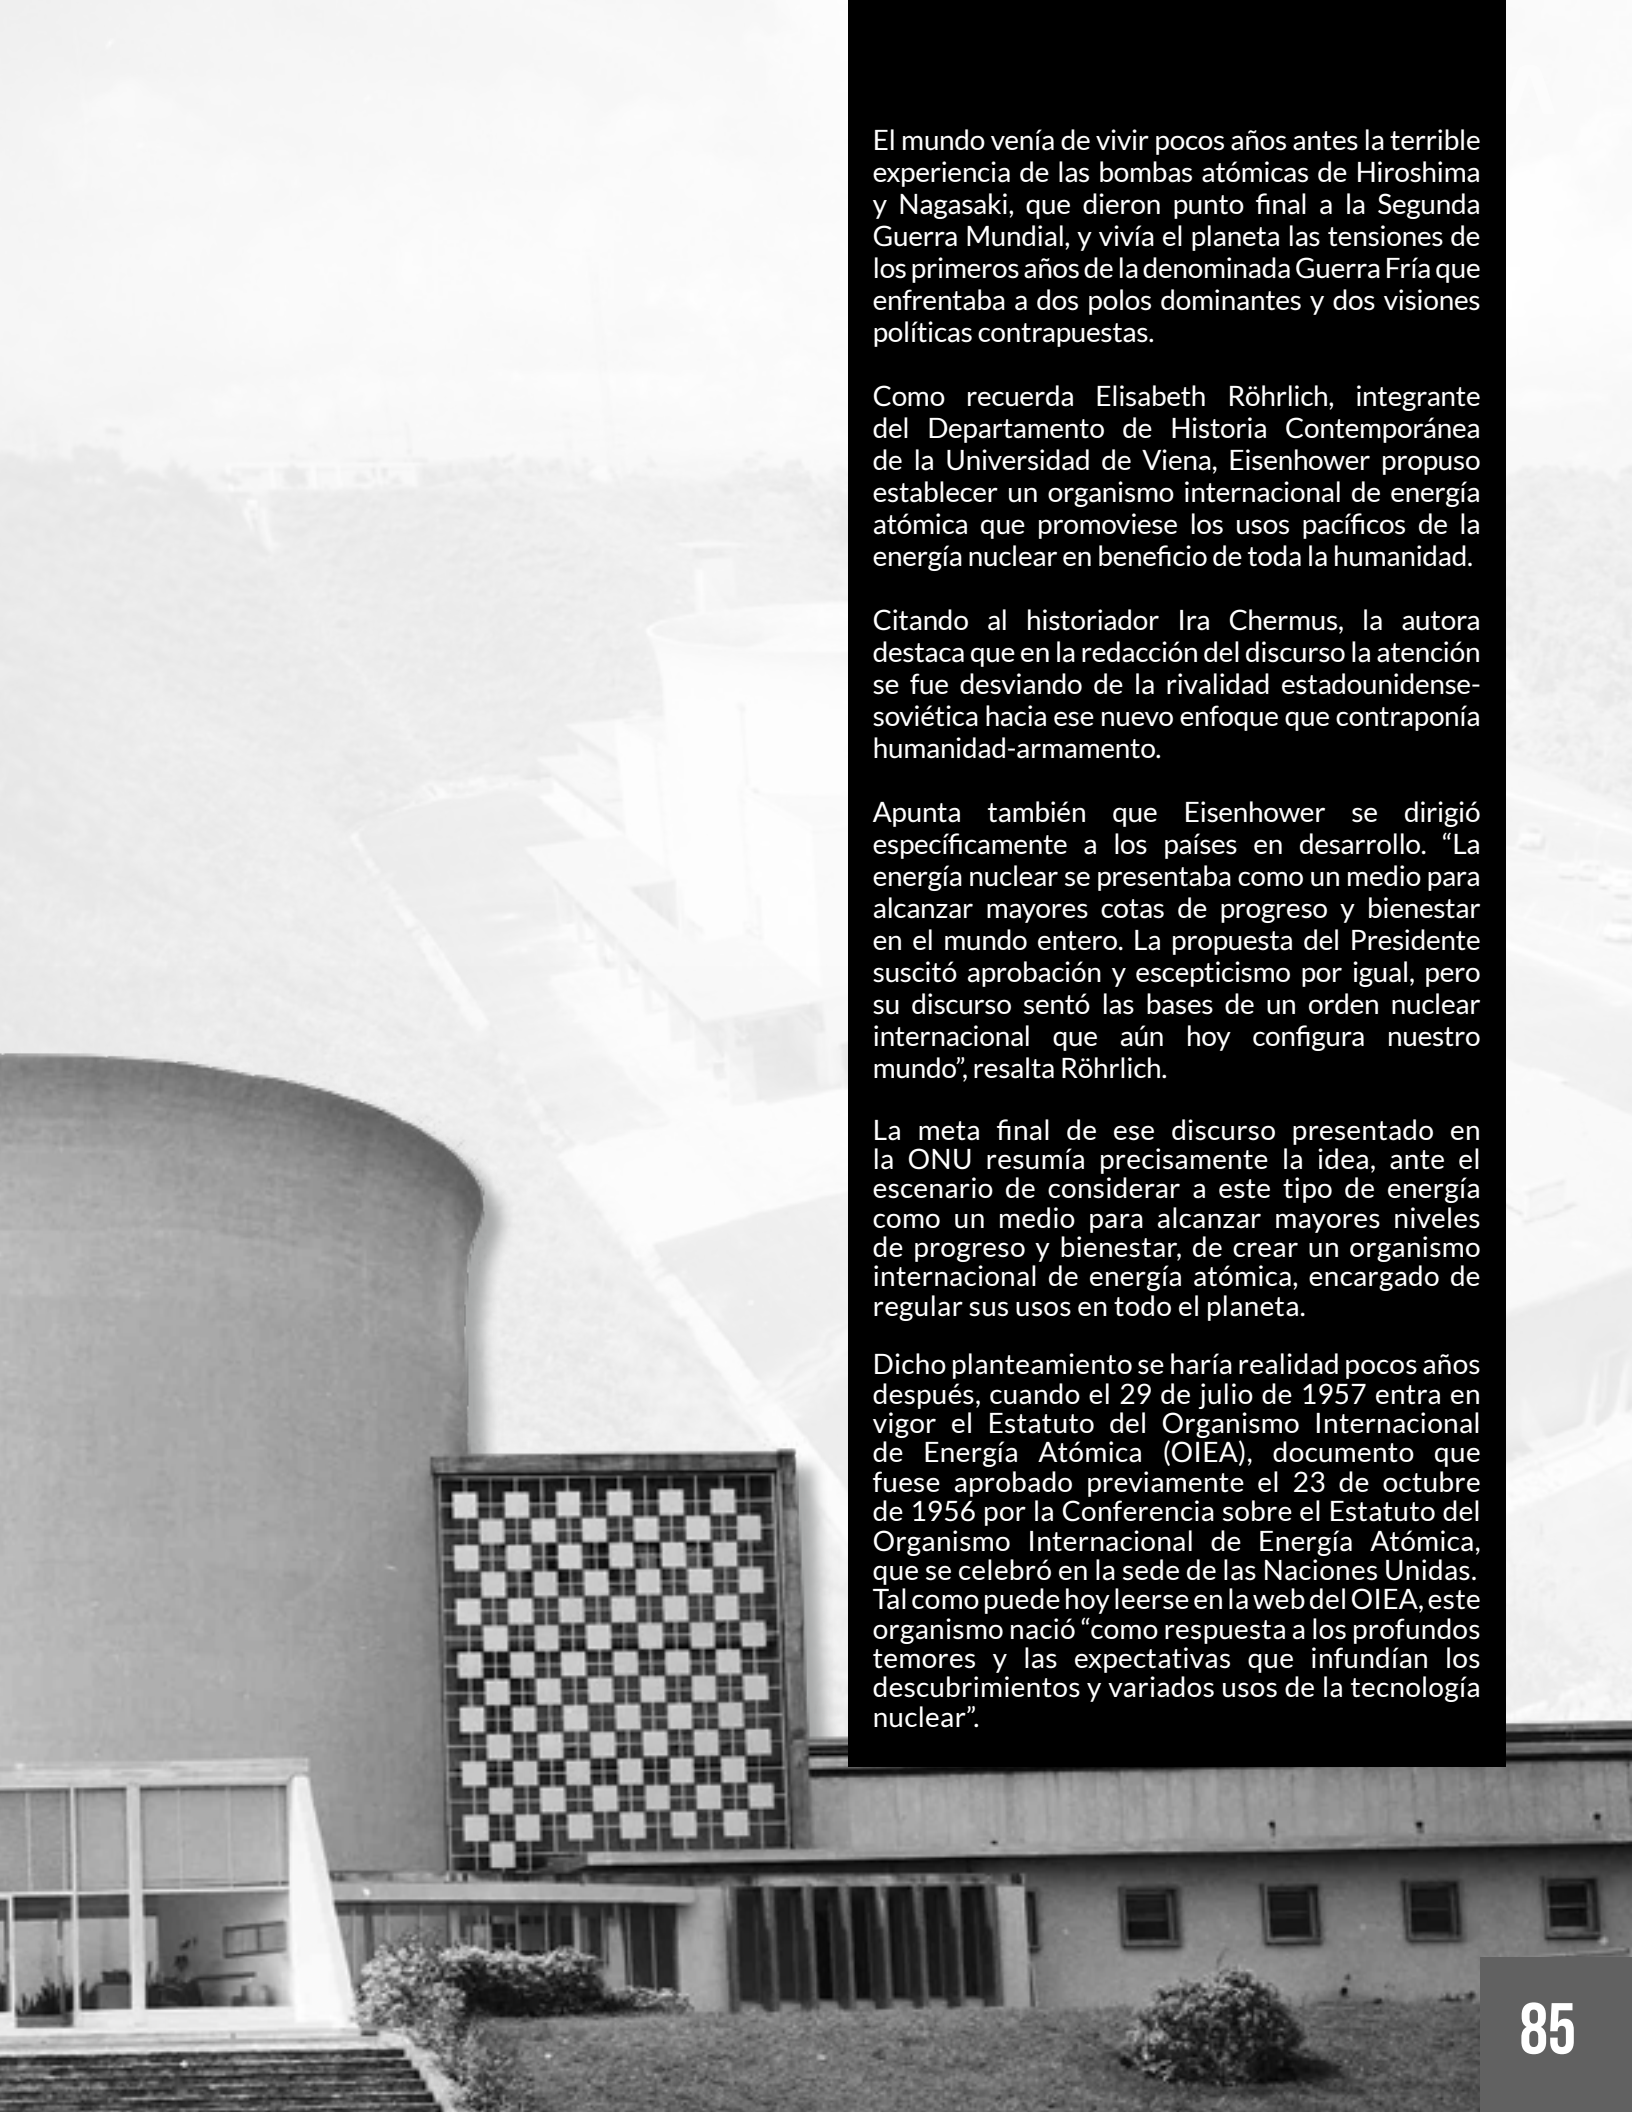 El mundo venía de vivir pocos años antes la terrible
experiencia de las bombas atómicas de Hiroshima
y Nagasaki, que dieron punto final a la Segunda
Guerra Mundial, y vivía el planeta las tensiones de
los primeros años de la denominada Guerra Fría que
enfrentaba a dos polos dominantes y dos visiones
políticas contrapuestas.
Como recuerda Elisabeth Röhrlich, integrante
del Departamento de Historia Contemporánea
de la Universidad de Viena, Eisenhower propuso
establecer un organismo internacional de energía
atómica que promoviese los usos pacíficos de la
energía nuclear en beneficio de toda la humanidad.
Citando al historiador Ira Chermus, la autora
destaca que en la redacción del discurso la atención
se fue desviando de la rivalidad estadounidense-
soviética hacia ese nuevo enfoque que contraponía
humanidad-armamento.
Apunta también que Eisenhower se dirigió
específicamente a los países en desarrollo. “La
energía nuclear se presentaba como un medio para
alcanzar mayores cotas de progreso y bienestar
en el mundo entero. La propuesta del Presidente
suscitó aprobación y escepticismo por igual, pero
su discurso sentó las bases de un orden nuclear
internacional que aún hoy configura nuestro
mundo”, resalta Röhrlich.
La meta final de ese discurso presentado en
la ONU resumía precisamente la idea, ante el
escenario de considerar a este tipo de energía
como un medio para alcanzar mayores niveles
de progreso y bienestar, de crear un organismo
internacional de energía atómica, encargado de
regular sus usos en todo el planeta.
Dicho planteamiento se haría realidad pocos años
después, cuando el 29 de julio de 1957 entra en
vigor el Estatuto del Organismo Internacional
de Energía Atómica (OIEA), documento que
fuese aprobado previamente el 23 de octubre
de 1956 por la Conferencia sobre el Estatuto del
Organismo Internacional de Energía Atómica,
que se celebró en la sede de las Naciones Unidas.
Tal como puede hoy leerse en la web del OIEA, este
organismo nació “como respuesta a los profundos
temores y las expectativas que infundían los
descubrimientos y variados usos de la tecnología
nuclear”.
85